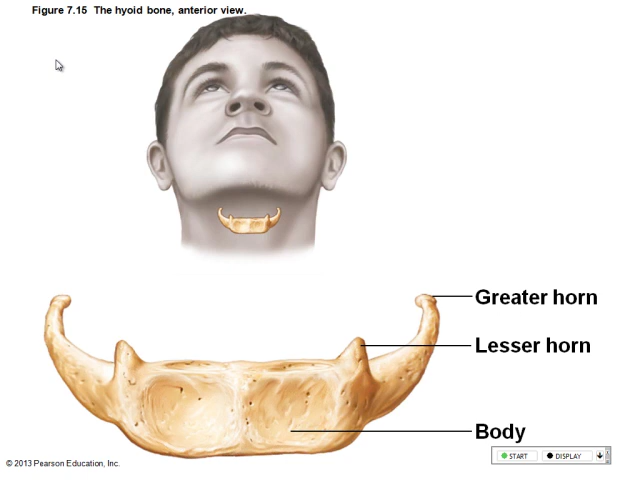 Figure 7.15  The hyoid bone, anterior view.
Greater horn
Lesser horn
Body
START DISPLAY
© 2013 Pearson Education, Inc.